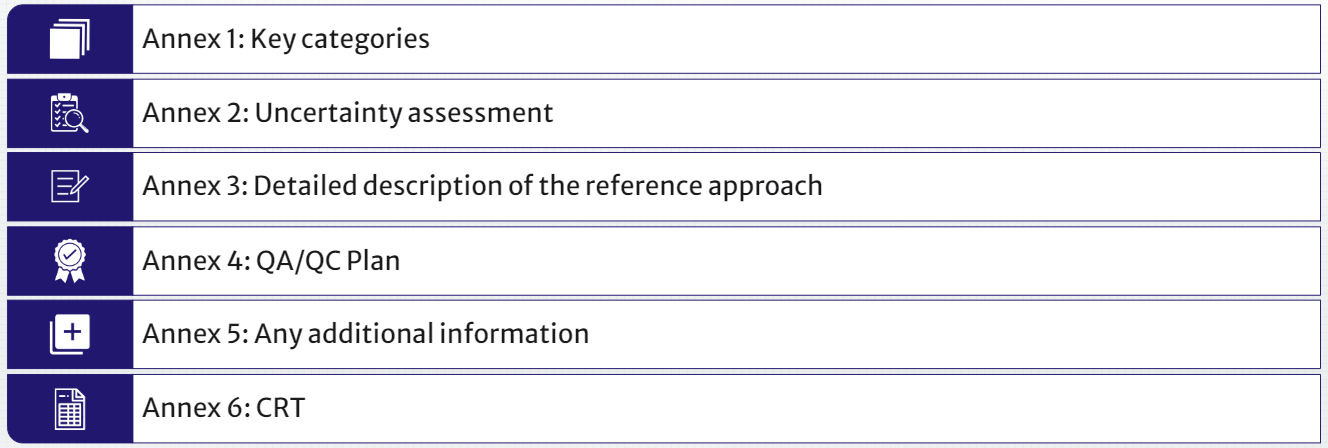 Annex 1: Key categories
Annex 2: Uncertainty assessment
Annex 3: Detailed description of the reference approach
Annex 4: QA/QC Plan
Annex 5: Any additional information
Annex 6: CRT